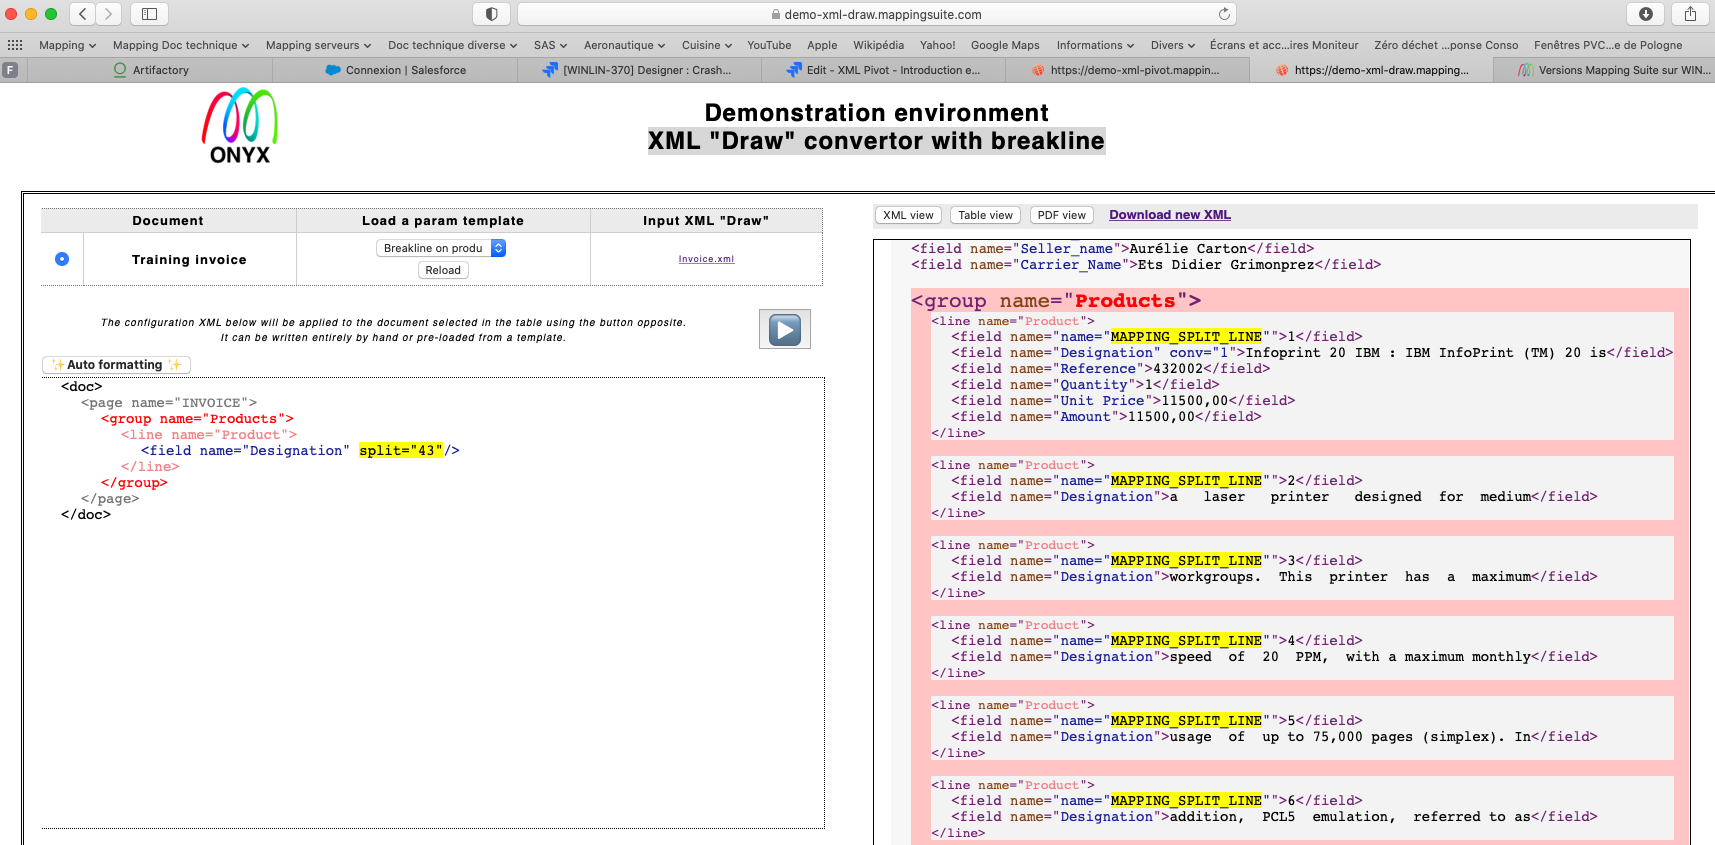 demo-xml-draw.mappingsuite.com
Mapping Mapping Doc technique Mapping serveurs Doc technique diverse SAS Aeronautique Cuisine YouTube Apple Wikipédia Yahoo! Google Maps Informations Divers Écrans et acc...ires Moniteur Zéro déchet ...ponse Conso Fenêtres PVC...e de Pologne
F Artifactory Connexion | Salesforce [WINLIN-370] Designer : Crash... Edit - XML Pivot - Introduction e... https://demo-xml-pivot.mappin... https://demo-xml-draw.mapping... Versions Mapping Suite sur WIN...
ONYX
Demonstration environment
XML "Draw" convertor with breakline
Document Load a param template Input XML "Draw"
Training invoice Breakline on produ Invoice.xml
Reload
The configuration XML below will be applied to the document selected in the table using the button opposite.
It can be written entirely by hand or pre-loaded from a template.
✨Auto formatting ✨
<doc>
<page name="INVOICE">
<group name="Products">
<line name="Product">
<field name="Designation" split="43"/>
</line>
</group>
</page>
</doc>
XML view Table view PDF view Download new XML
<field name="Seller_name">Aurélie Carton</field>
<field name="Carrier_Name">Ets Didier Grimonprez</field>
<group name="Products">
<line name="Product">
<field name="name="MAPPING_SPLIT_LINE"">1</field>
<field name="Designation" conv="1">Infoprint 20 IBM : IBM InfoPrint (TM) 20 is</field>
<field name="Reference">432002</field>
<field name="Quantity">1</field>
<field name="Unit Price">11500,00</field>
<field name="Amount">11500,00</field>
</line>
<line name="Product">
<field name="name="MAPPING_SPLIT_LINE"">2</field>
<field name="Designation">a laser printer designed for medium</field>
</line>
<line name="Product">
<field name="name="MAPPING_SPLIT_LINE"">3</field>
<field name="Designation">workgroups. This printer has a maximum</field>
</line>
<line name="Product">
<field name="name="MAPPING_SPLIT_LINE"">4</field>
<field name="Designation">speed of 20 PPM, with a maximum monthly</field>
</line>
<line name="Product">
<field name="name="MAPPING_SPLIT_LINE"">5</field>
<field name="Designation">usage of up to 75,000 pages (simplex). In</field>
</line>
<line name="Product">
<field name="name="MAPPING_SPLIT_LINE"">6</field>
<field name="Designation">addition, PCL5 emulation, referred to as</field>
</line>